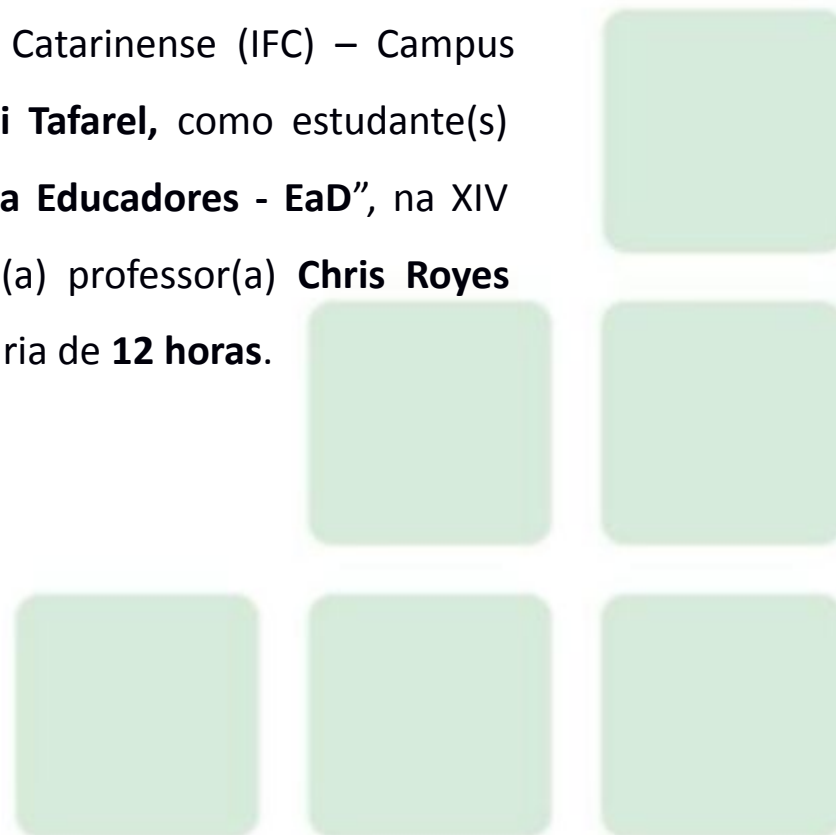 Catarinense (IFC) – Campus
i Tafarel, como estudante(s)
a Educadores - EaD”, na XIV
(a) professor(a) Chris Royes
ria de 12 horas.